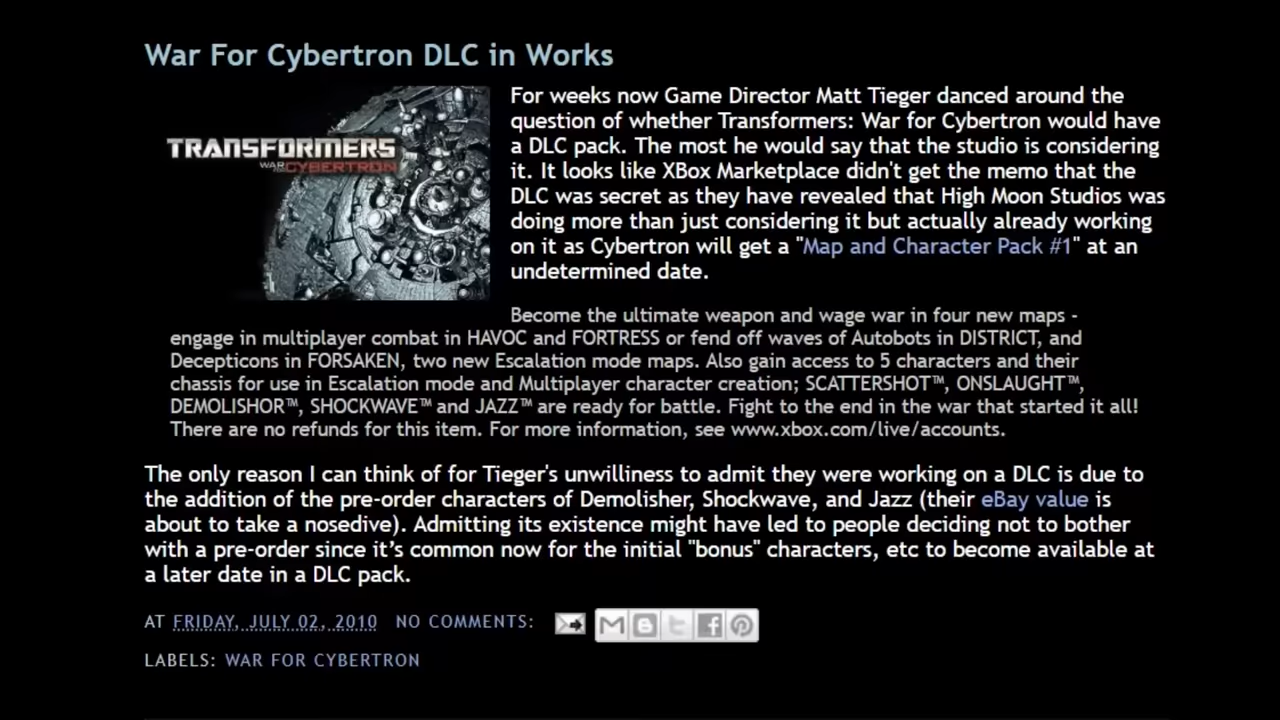 War For Cybertron DLC in Works
TRANSFORMERS
WAR FOR CYBERTRON
For weeks now Game Director Matt Tieger danced around the
question of whether Transformers: War for Cybertron would have
a DLC pack. The most he would say that the studio is considering
it. It looks like XBox Marketplace didn't get the memo that the
DLC was secret as they have revealed that High Moon Studios was
doing more than just considering it but actually already working
on it as Cybertron will get a "Map and Character Pack #1" at an
undetermined date.
Become the ultimate weapon and wage war in four new maps -
engage in multiplayer combat in HAVOC and FORTRESS or fend off waves of Autobots in DISTRICT, and
Decepticons in FORSAKEN, two new Escalation mode maps. Also gain access to 5 characters and their
chassis for use in Escalation mode and Multiplayer character creation; SCATTERSHOT™, ONSLAUGHT™,
DEMOLISHOR™, SHOCKWAVE™ and JAZZ™ are ready for battle. Fight to the end in the war that started it all!
There are no refunds for this item. For more information, see www.xbox.com/live/accounts.
The only reason I can think of for Tieger's unwilliness to admit they were working on a DLC is due to
the addition of the pre-order characters of Demolisher, Shockwave, and Jazz (their eBay value is
about to take a nosedive). Admitting its existence might have led to people deciding not to bother
with a pre-order since it’s common now for the initial "bonus" characters, etc to become available at
a later date in a DLC pack.
AT FRIDAY, JULY 02, 2010 NO COMMENTS:
LABELS: WAR FOR CYBERTRON